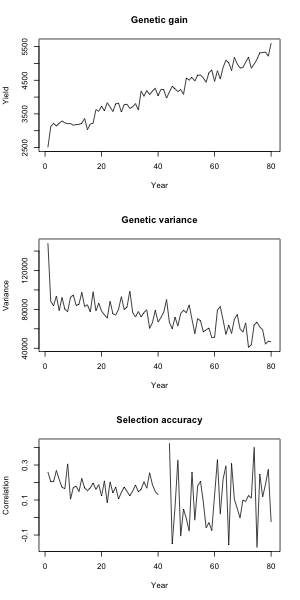 Genetic gain
Yield
2500
3500
4500
5500
0
20
40
60
80
Year
Genetic variance
Variance
40000
80000
120000
0
20
40
60
80
Year
Selection accuracy
Correlation
-0.1
0.1
0.3
0
20
40
60
80
Year